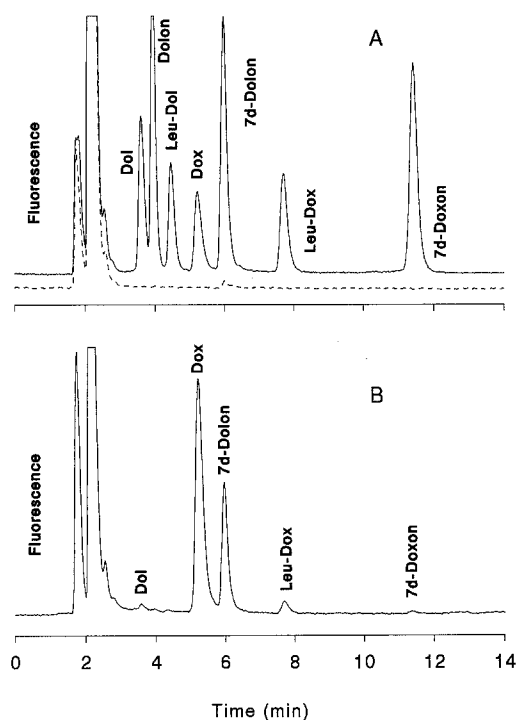 A
Fluorescence
Dol
Dolon
Leu-Dol
Dox
7d-Dolon
Leu-Dox
7d-Doxon
B
Fluorescence
Dol
Dox
7d-Dolon
Leu-Dox
7d-Doxon
0 2 4 6 8 10 12 14
Time (min)